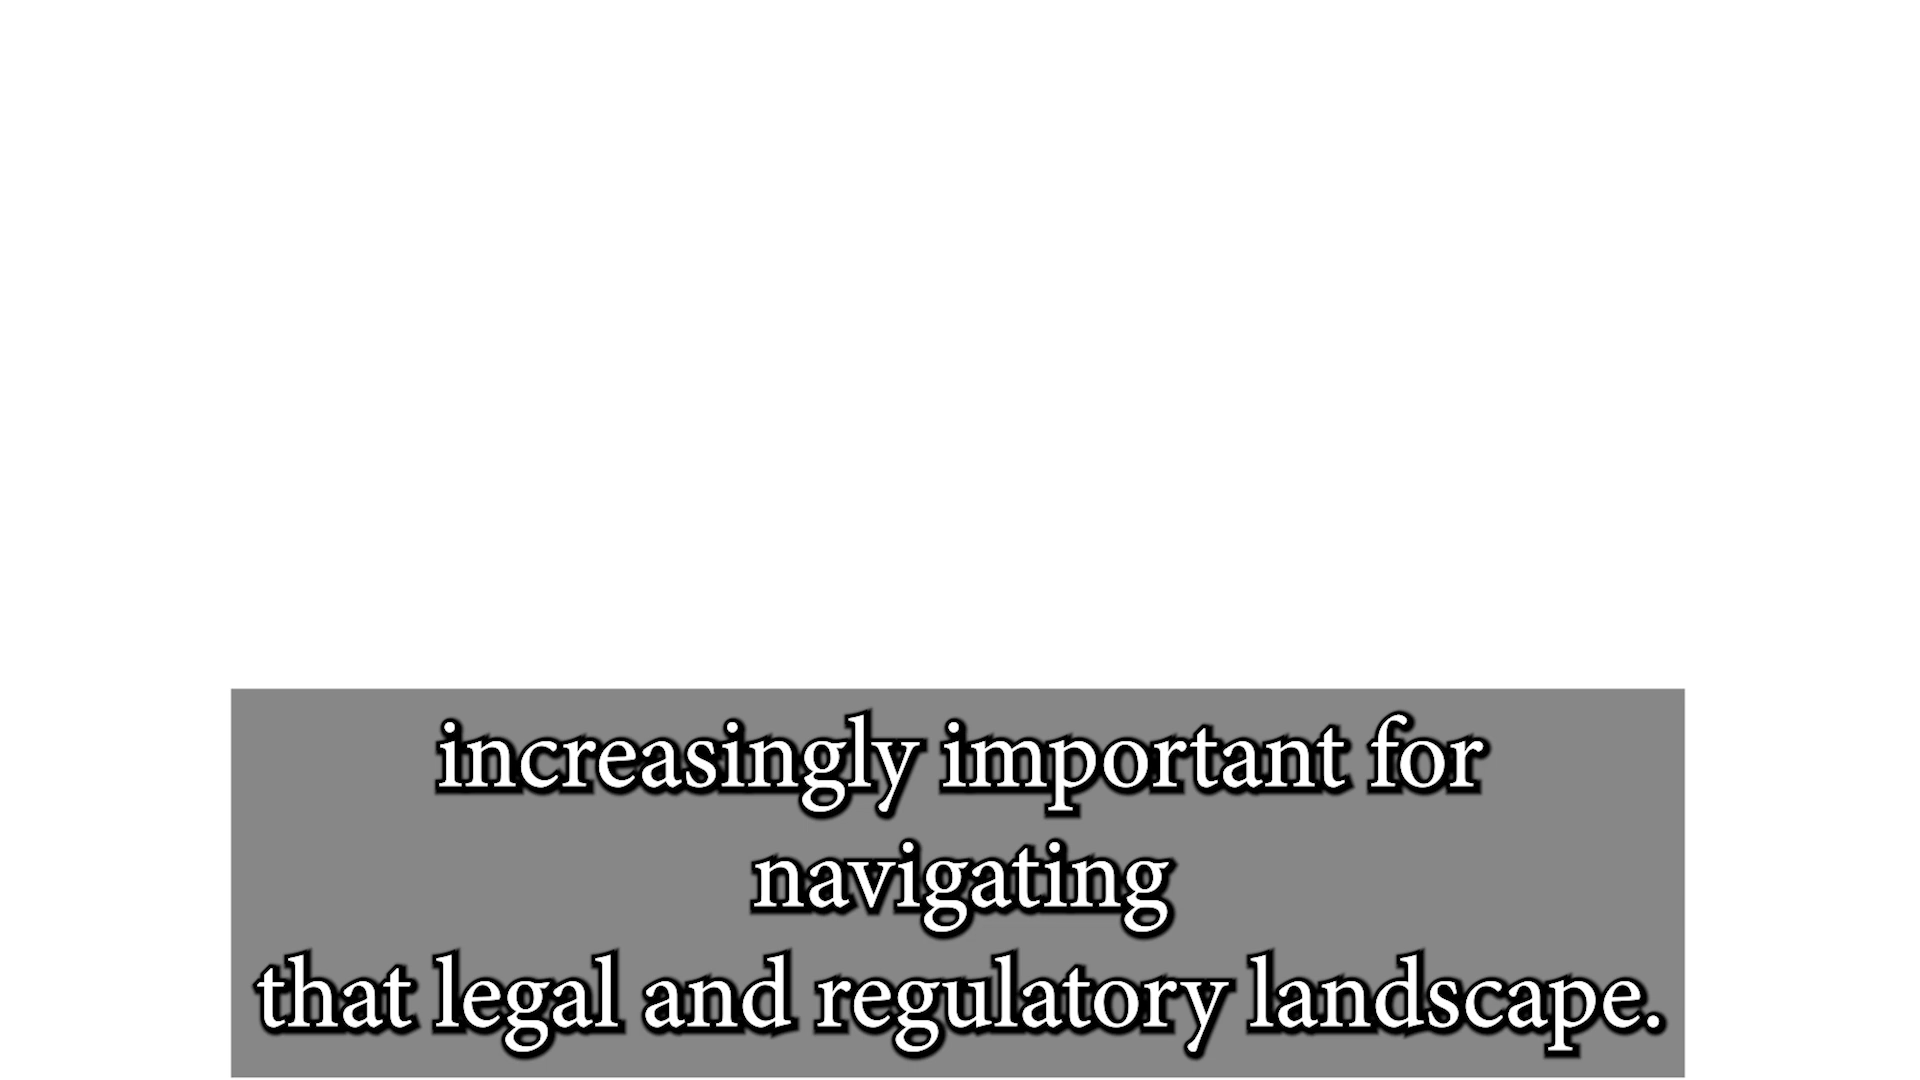 increasingly important for
navigating
that legal and regulatory landscape.